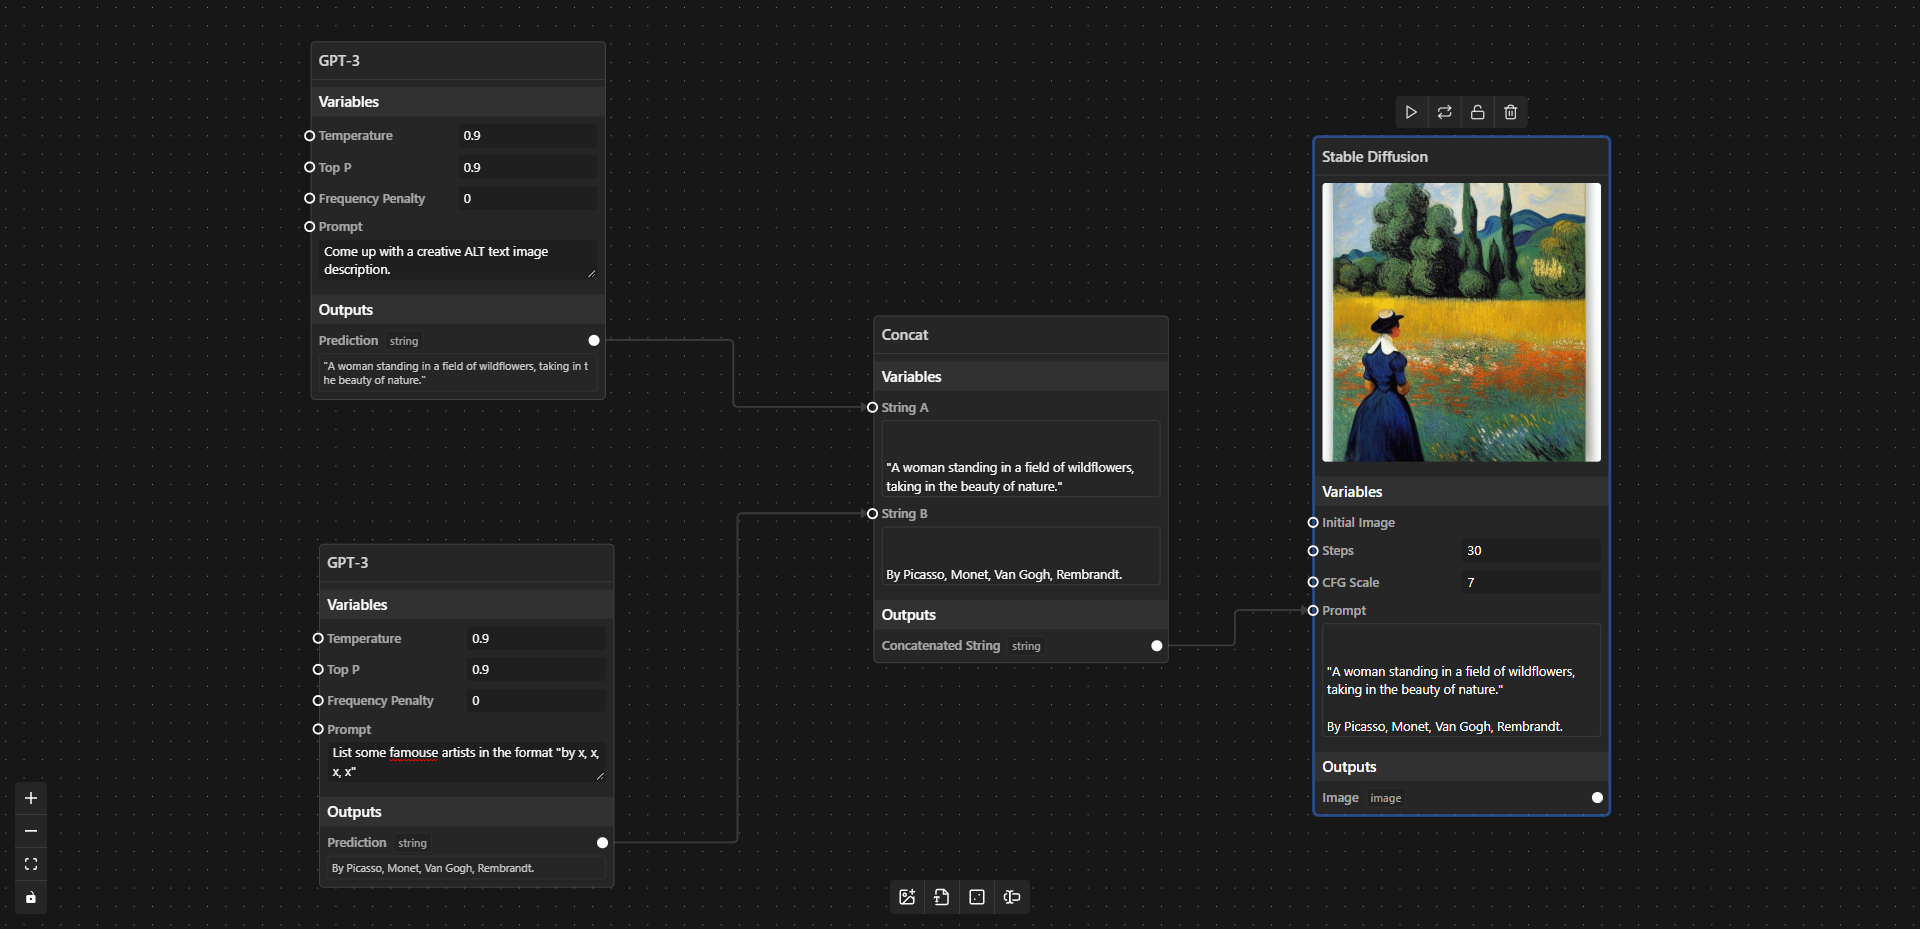 GPT-3
Variables
Temperature 0.9
Top P 0.9
Frequency Penalty 0
Prompt
Come up with a creative ALT text image
description.
Outputs
Prediction string
"A woman standing in a field of wildflowers, taking in t
he beauty of nature."
GPT-3
Variables
Temperature 0.9
Top P 0.9
Frequency Penalty 0
Prompt
List some famouse artists in the format "by x, x,
x, x"
Outputs
Prediction string
By Picasso, Monet, Van Gogh, Rembrandt.
Concat
Variables
String A
"A woman standing in a field of wildflowers,
taking in the beauty of nature."
String B
By Picasso, Monet, Van Gogh, Rembrandt.
Outputs
Concatenated String string
Stable Diffusion
Variables
Initial Image
Steps 30
CFG Scale 7
Prompt
"A woman standing in a field of wildflowers,
taking in the beauty of nature."
By Picasso, Monet, Van Gogh, Rembrandt.
Outputs
Image image